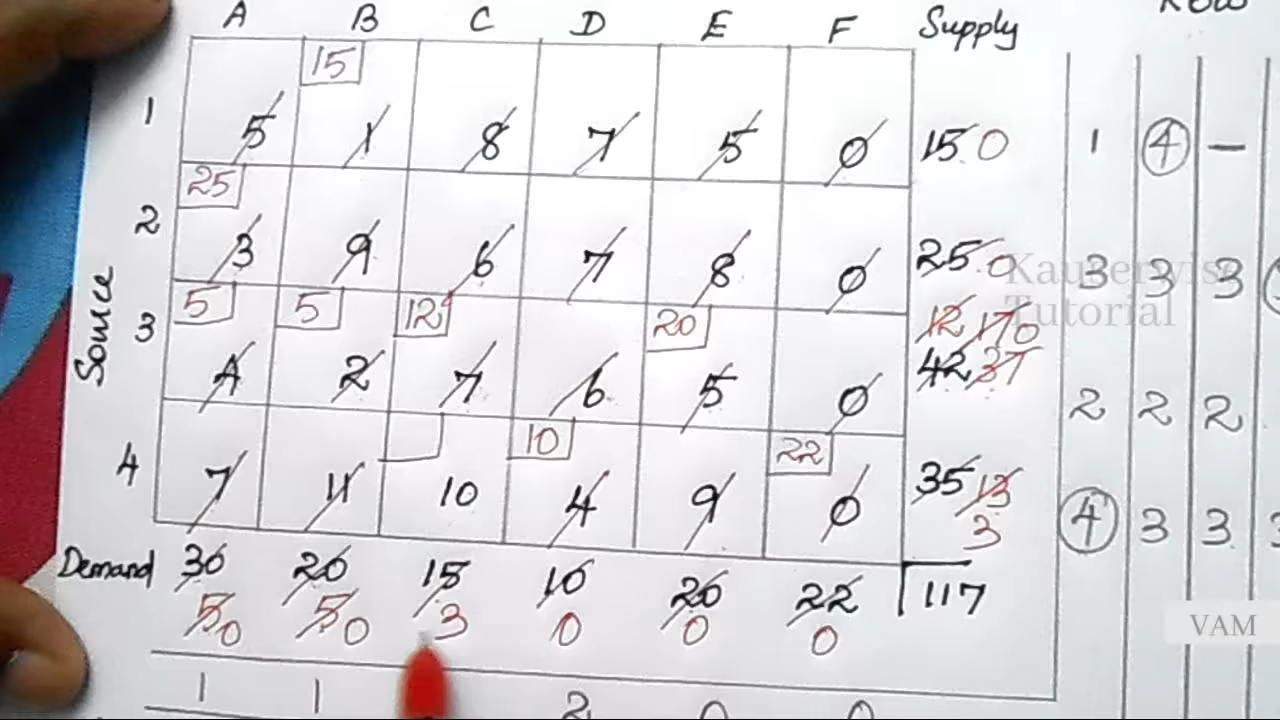 A B C D E F Supply
15
1 5 1 8 7 5 0 15 0 1 4 –
25
2 3 9 6 7 8 0 25 0 3 3 3
Kauserwise
Tutorial
5 5 12 20 12 17 0
3 4 2 7 6 5 0 42 37 2 2 2
10 22
4 7 11 10 4 9 0 35 13 4 3 3 3
3
Source
Demand 30 20 15 10 20 22 117
5 0 5 0 3 0 0 0
VAM
1 1 2 0 0